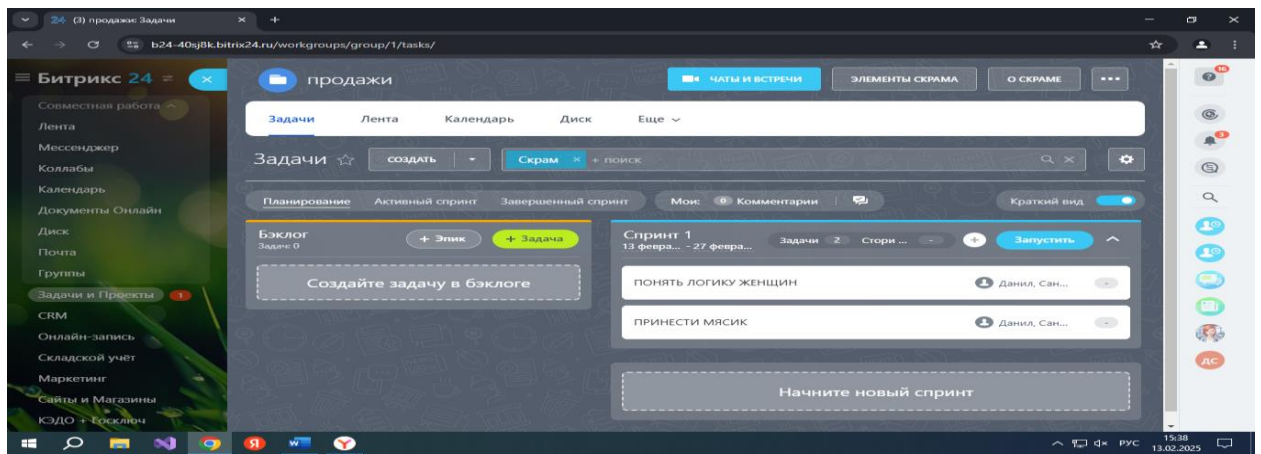 24 (3) продажи: Задачи
b24-40sj8k.bitrix24.ru/workgroups/group/1/tasks/
Битрикс 24
продажи
ЧАТЫ И ВСТРЕЧИ
ЭЛЕМЕНТЫ СКРАМА
О СКРАМЕ
16
Совместная работа
Лента
Мессенджер
Коллабы
Календарь
Документы Онлайн
Диск
Почта
Группы
Задачи и Проекты 1
CRM
Онлайн-запись
Складской учёт
Маркетинг
Сайты и Магазины
КЭДО + Госключ
Задачи Лента Календарь Диск Еще
3
Задачи СОЗДАТЬ Скрам × + поиск
Планирование Активный спринт Завершенный спринт Мои: 0 Комментарии Краткий вид
Бэклог
Задач: 0
+ Эпик + Задача
Создайте задачу в бэклоге
Спринт 1
13 февра... - 27 февра...
Задачи 2 Стори ... - + Запустить
ПОНЯТЬ ЛОГИКУ ЖЕНЩИН Данил, Сан... -
ПРИНЕСТИ МЯСИК Данил, Сан... -
Начните новый спринт
ДС
РУС
15:38
13.02.2025